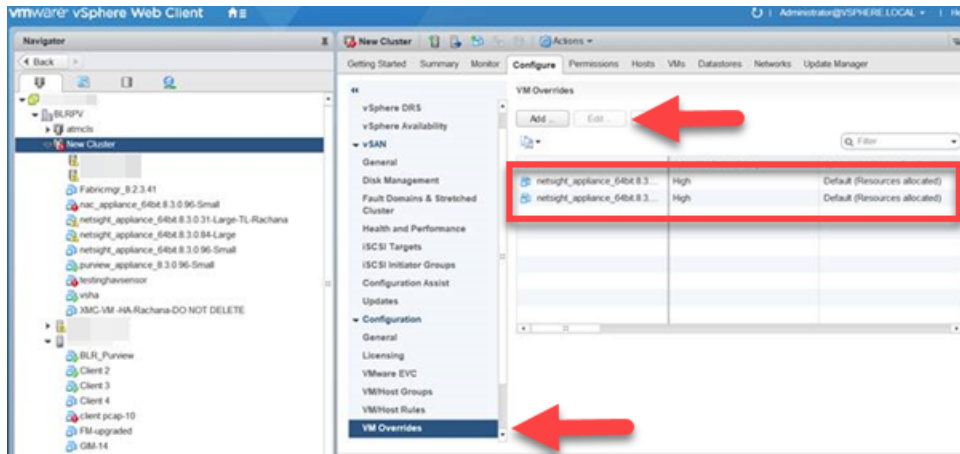 vmware® vSphere Web Client
Administrator@VSPHERE.LOCAL
Navigator
New Cluster
Actions
Back
Getting Started Summary Monitor Configure Permissions Hosts VMs Datastores Networks Update Manager
BLRPV
atmcls
New Cluster
Fabricmgr_8.2.3.41
nac_appliance_64bit.8.3.0.96-Small
netsight_appliance_64bit.8.3.0.31-Large-TL-Rachana
netsight_appliance_64bit.8.3.0.84-Large
netsight_appliance_64bit.8.3.0.96-Small
purview_appliance_8.3.0.96-Small
testinghavsensor
vsha
XMC-VM -HA-Rachana-DO NOT DELETE
BLR_Purview
Client 2
Client 3
Client 4
client pcap-10
FM-upgraded
GIM-14
vSphere DRS
vSphere Availability
vSAN
General
Disk Management
Fault Domains & Stretched
Cluster
Health and Performance
iSCSI Targets
iSCSI Initiator Groups
Configuration Assist
Updates
Configuration
General
Licensing
VMware EVC
VM/Host Groups
VM/Host Rules
VM Overrides
VM Overrides
Add ... Edit ...
Filter
netsight_appliance_64bit.8.3... High Default (Resources allocated)
netsight_appliance_64bit.8.3... High Default (Resources allocated)